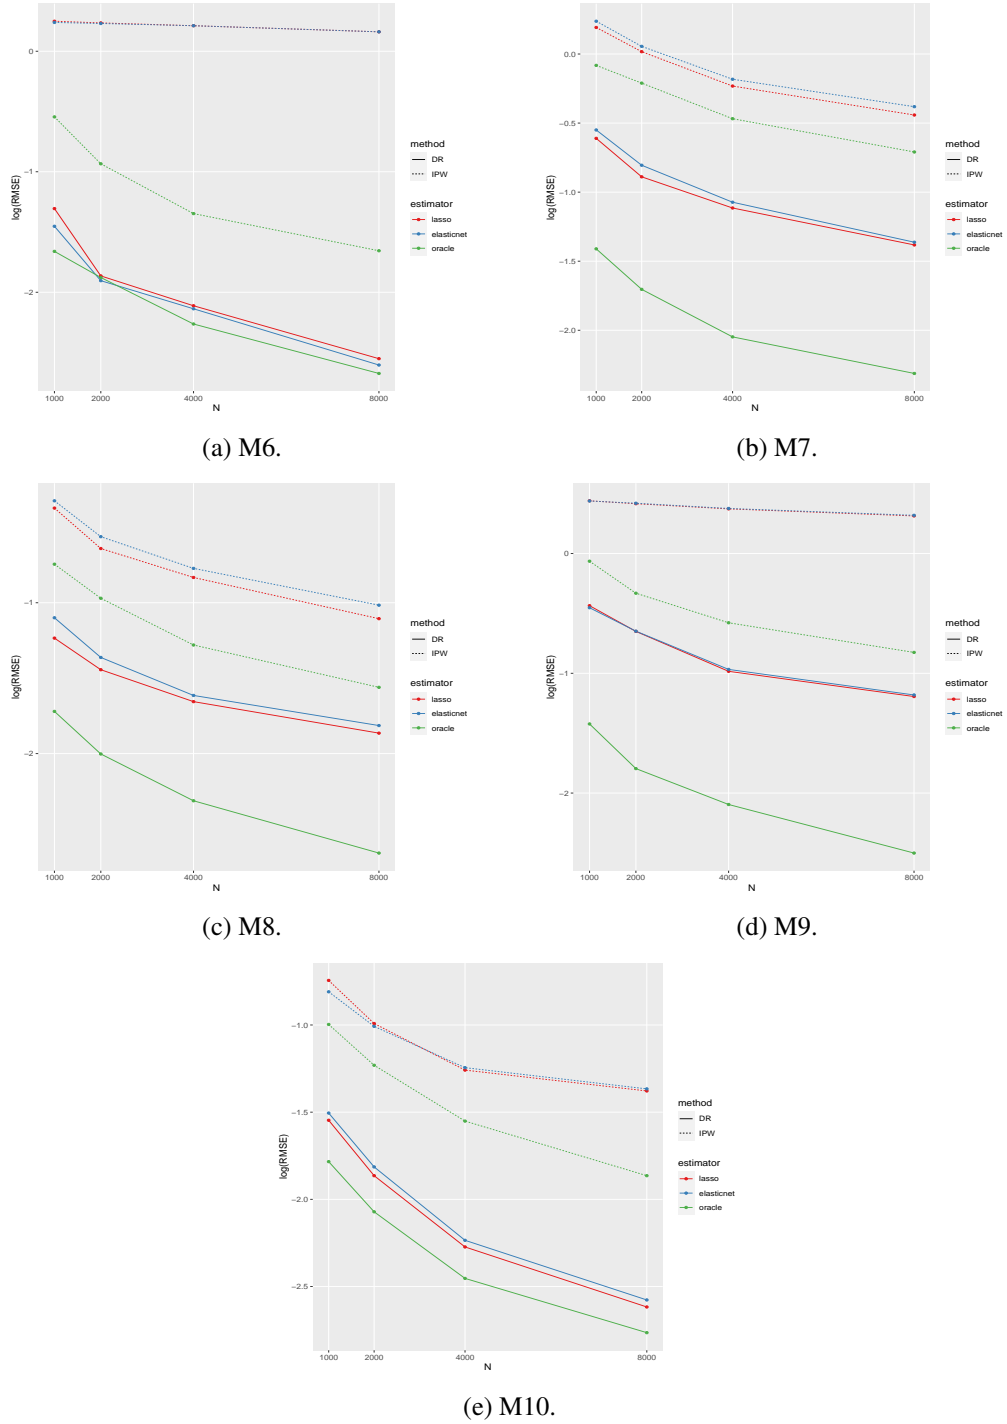 0
−1
−2
log(RMSE)
1000 2000 4000 8000
N
method
DR
IPW
estimator
lasso
elasticnet
oracle
(a) M6.
0.0
−0.5
−1.0
−1.5
−2.0
log(RMSE)
1000 2000 4000 8000
N
method
DR
IPW
estimator
lasso
elasticnet
oracle
(b) M7.
−1
−2
log(RMSE)
1000 2000 4000 8000
N
method
DR
IPW
estimator
lasso
elasticnet
oracle
(c) M8.
0
−1
−2
log(RMSE)
1000 2000 4000 8000
N
method
DR
IPW
estimator
lasso
elasticnet
oracle
(d) M9.
−1.0
−1.5
−2.0
−2.5
log(RMSE)
1000 2000 4000 8000
N
method
DR
IPW
estimator
lasso
elasticnet
oracle
(e) M10.